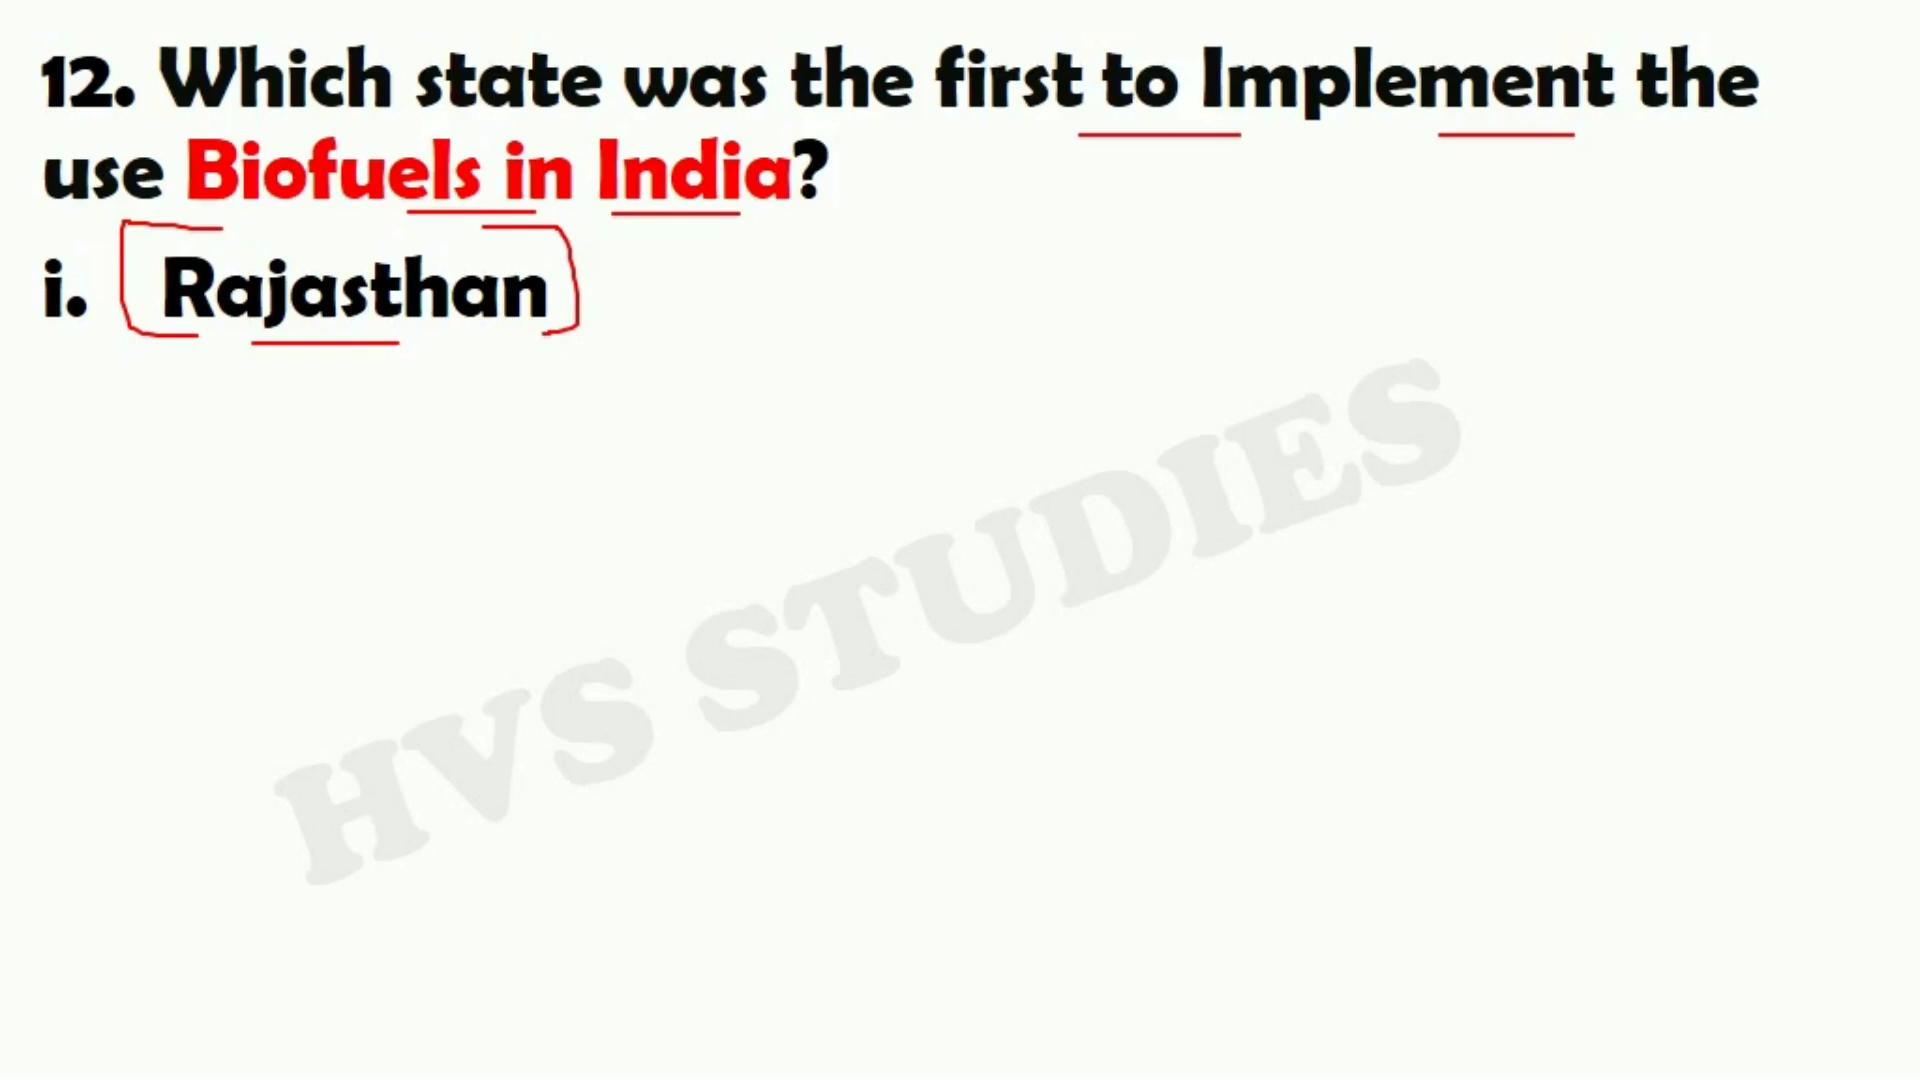 12. Which state was the first to Implement the
use Biofuels in India?
i. Rajasthan
HVS STUDIES